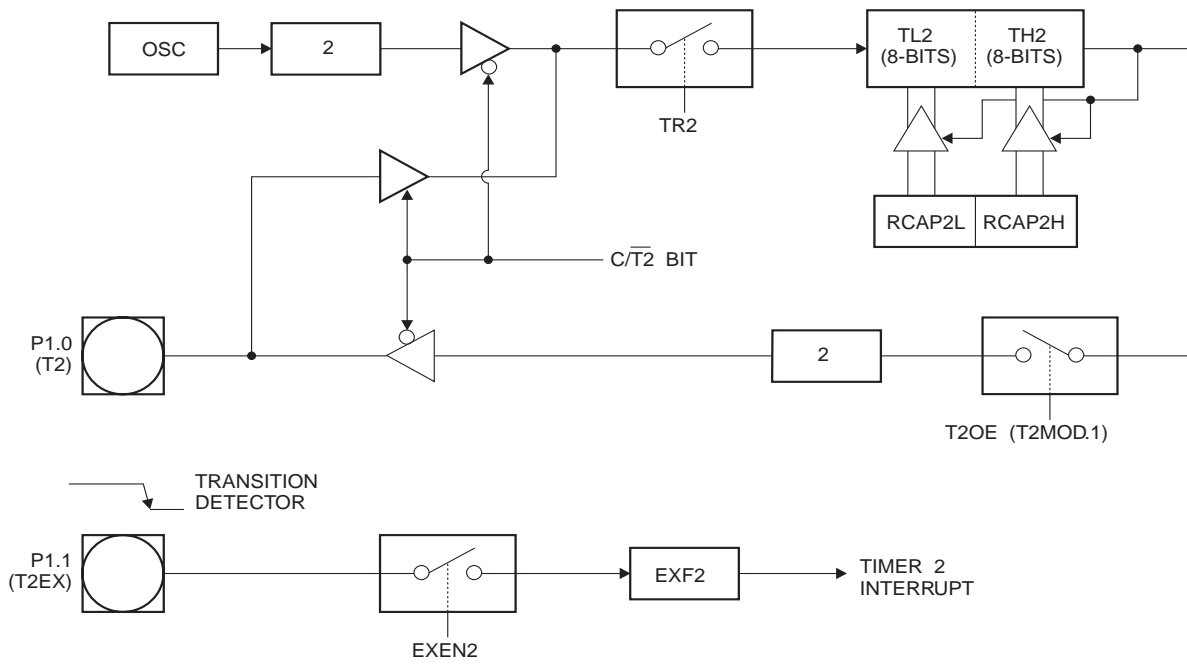 OSC
2
TR2
TL2
(8-BITS)
TH2
(8-BITS)
RCAP2L
RCAP2H
C/T2̅ BIT
P1.0
(T2)
2
T2OE (T2MOD.1)
TRANSITION
DETECTOR
P1.1
(T2EX)
EXEN2
EXF2
TIMER 2
INTERRUPT